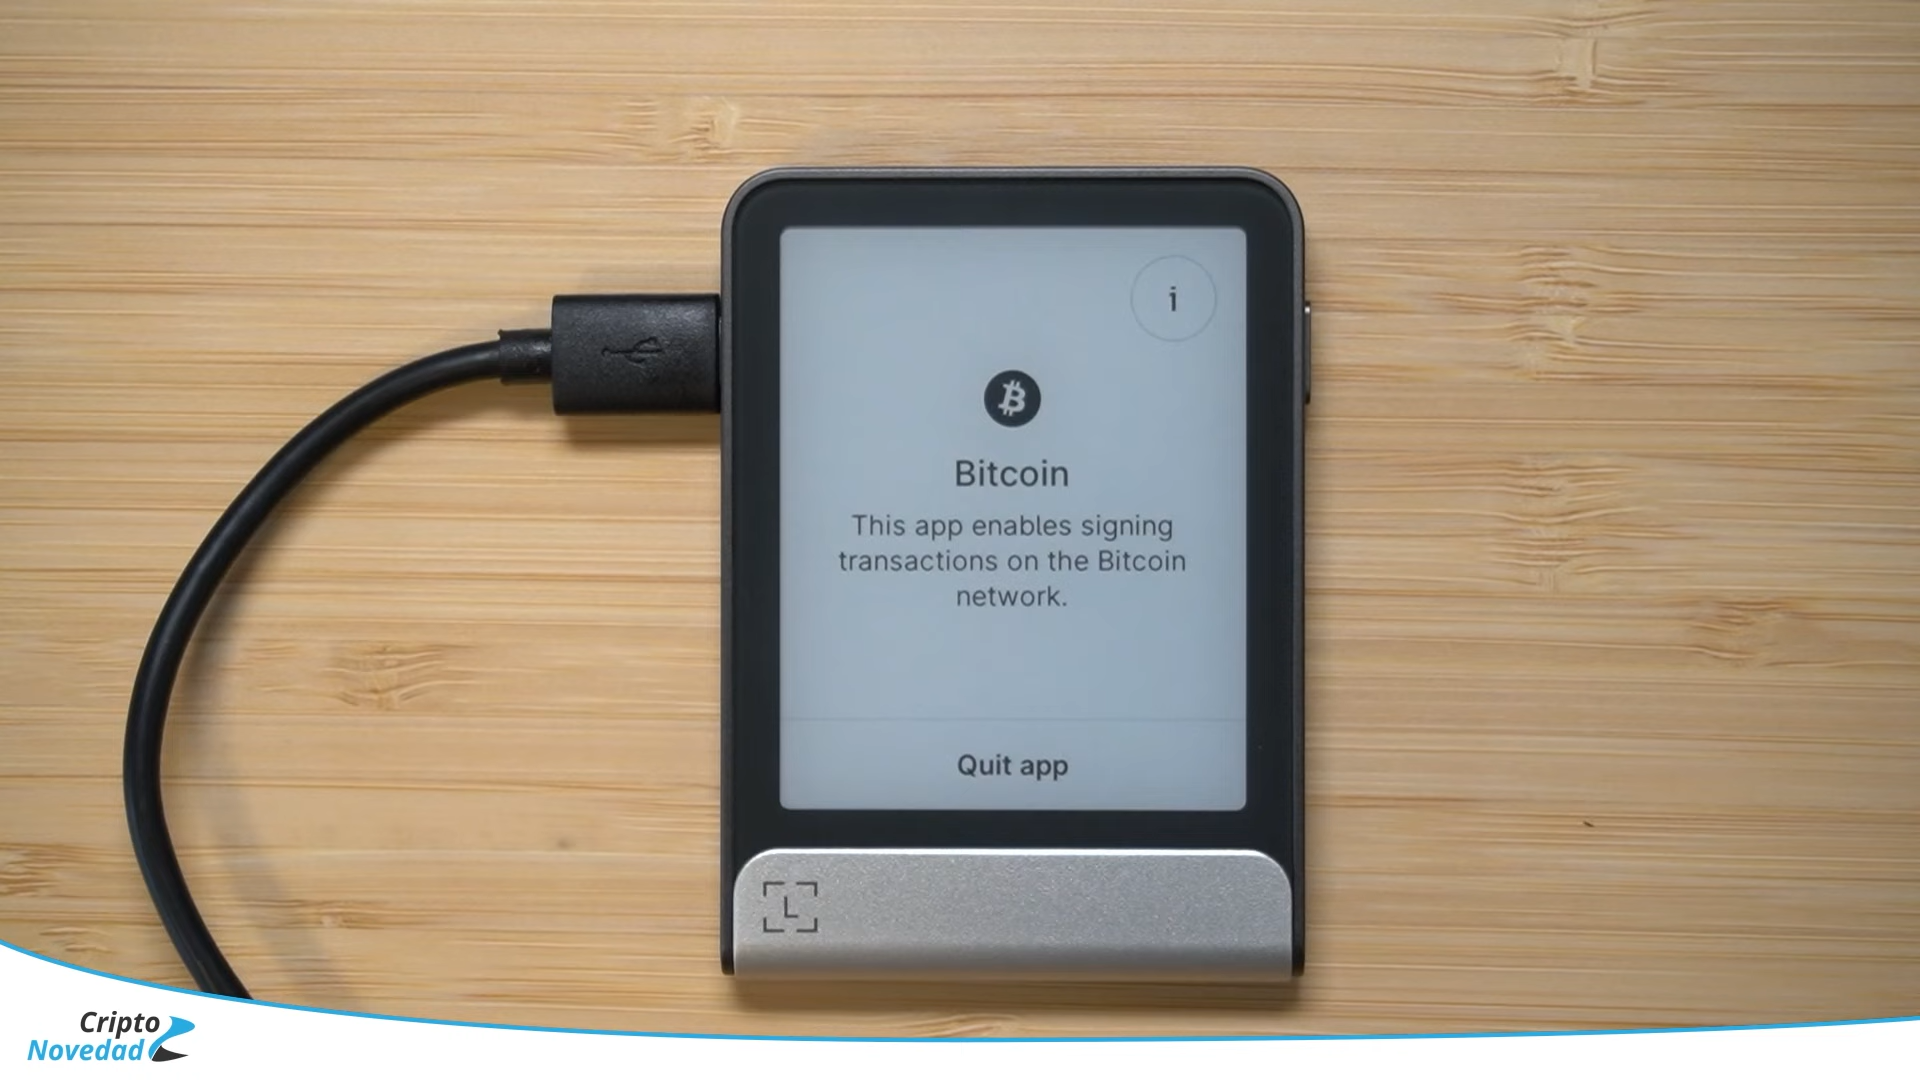 i
Bitcoin
This app enables signing
transactions on the Bitcoin
network.
Quit app
L
Cripto
Novedad